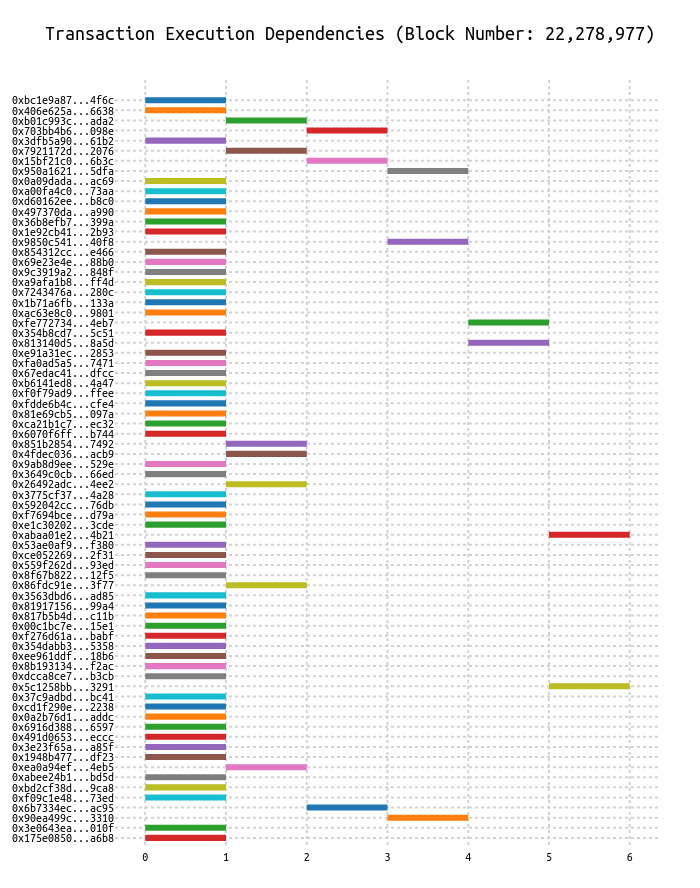 Transaction Execution Dependencies (Block Number: 22,278,977)
0xbc1e9a87...4f6c
0x406e625a...6638
0xb01c993c...ada2
0x703bb4b6...098e
0x3dfb5a90...61b2
0x7921172d...2076
0x15bf21c0...6b3c
0x950a1621...5dfa
0x0a09dada...ac69
0xa00fa4c0...73aa
0xd60162ee...b8c0
0x497370da...a990
0x36b8efb7...399a
0x1e92cb41...2b93
0x9850c541...40f8
0x854312cc...e466
0x69e23e4e...88b0
0x9c3919a2...848f
0xa9afa1b8...ff4d
0x7243476a...280c
0x1b71a6fb...133a
0xac63e8c0...9801
0xfe772734...4eb7
0x354b8cd7...5c51
0x813140d5...8a5d
0xe91a31ec...2853
0xfa0ad5a5...7471
0x67edac41...dfcc
0xb6141ed8...4a47
0xf0f79ad9...ffee
0xfdde6b4c...cfe4
0x81e69cb5...097a
0xca21b1c7...ec32
0x6070f6ff...b744
0x851b2854...7492
0x4fdec036...acb9
0x9ab8d9ee...529e
0x3649c0cb...66ed
0x26492adc...4ee2
0x3775cf37...4a28
0x592042cc...76db
0xf7694bce...d79a
0xe1c30202...3cde
0xabaa01e2...4b21
0x53ae0af9...f380
0xce052269...2f31
0x559f262d...93ed
0x8f67b822...12f5
0x86fdc91e...3f77
0x3563dbd6...ad85
0x81917156...99a4
0x817b5b4d...c11b
0x00c1bc7e...15e1
0xf276d61a...babf
0x354dabb3...5358
0xee961ddf...18b6
0x8b193134...f2ac
0xdcca8ce7...b3cb
0x5c1258bb...3291
0x37c9adbd...bc41
0xcd1f290e...2238
0x0a2b76d1...addc
0x6916d388...6597
0x491d0653...eccc
0x3e23f65a...a85f
0x1948b477...df23
0xea0a94ef...4eb5
0xabee24b1...bd5d
0xbd2cf38d...9ca8
0xf09c1e48...73ed
0x6b7334ec...ac95
0x90ea499c...3310
0x3e0643ea...010f
0x175e0850...a6b8
0 1 2 3 4 5 6